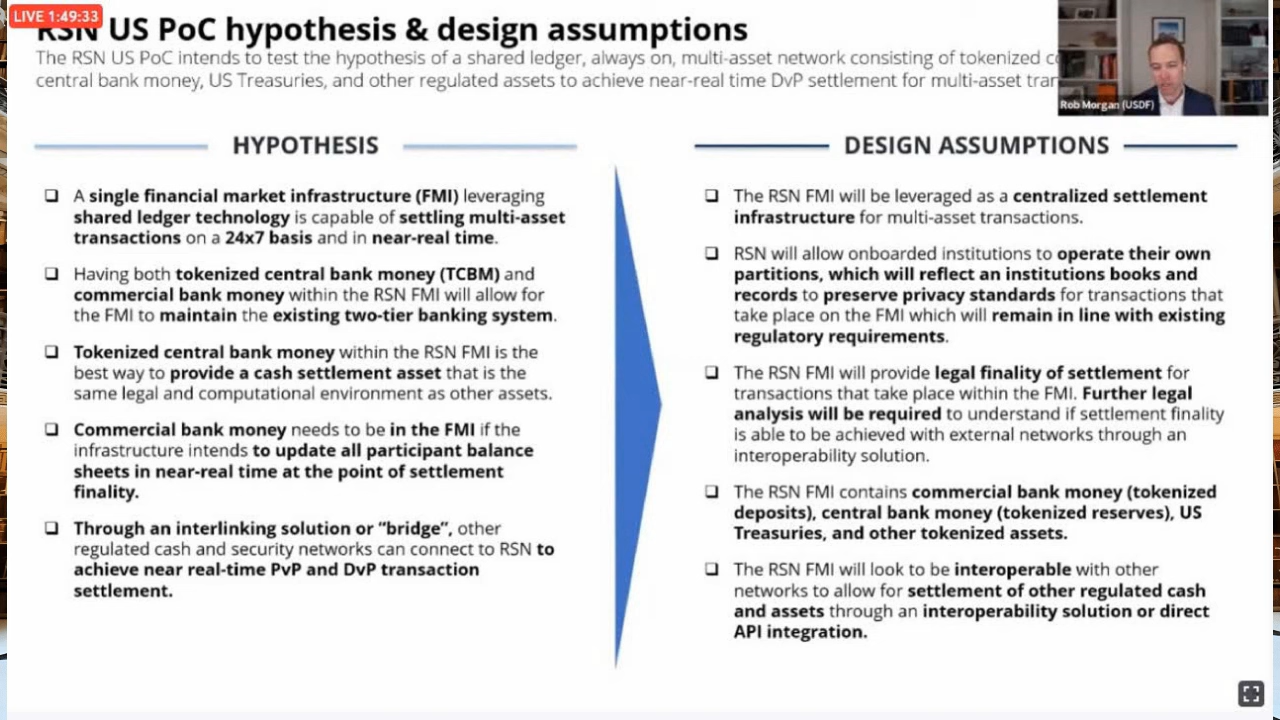 LIVE 1:49:33
RSN US PoC hypothesis & design assumptions
The RSN US PoC intends to test the hypothesis of a shared ledger, always on, multi-asset network consisting of tokenized
central bank money, US Treasuries, and other regulated assets to achieve near-real time DvP settlement for multi-asset
Rob Morgan (USDF)
HYPOTHESIS
❑ A single financial market infrastructure (FMI) leveraging
shared ledger technology is capable of settling multi-asset
transactions on a 24x7 basis and in near-real time.
❑ Having both tokenized central bank money (TCBM) and
commercial bank money within the RSN FMI will allow for
the FMI to maintain the existing two-tier banking system.
❑ Tokenized central bank money within the RSN FMI is the
best way to provide a cash settlement asset that is the
same legal and computational environment as other assets.
❑ Commercial bank money needs to be in the FMI if the
infrastructure intends to update all participant balance
sheets in near-real time at the point of settlement
finality.
❑ Through an interlinking solution or “bridge”, other
regulated cash and security networks can connect to RSN to
achieve near real-time PvP and DvP transaction
settlement.
DESIGN ASSUMPTIONS
❑ The RSN FMI will be leveraged as a centralized settlement
infrastructure for multi-asset transactions.
❑ RSN will allow onboarded institutions to operate their own
partitions, which will reflect an institutions books and
records to preserve privacy standards for transactions that
take place on the FMI which will remain in line with existing
regulatory requirements.
❑ The RSN FMI will provide legal finality of settlement for
transactions that take place within the FMI. Further legal
analysis will be required to understand if settlement finality
is able to be achieved with external networks through an
interoperability solution.
❑ The RSN FMI contains commercial bank money (tokenized
deposits), central bank money (tokenized reserves), US
Treasuries, and other tokenized assets.
❑ The RSN FMI will look to be interoperable with other
networks to allow for settlement of other regulated cash
and assets through an interoperability solution or direct
API integration.